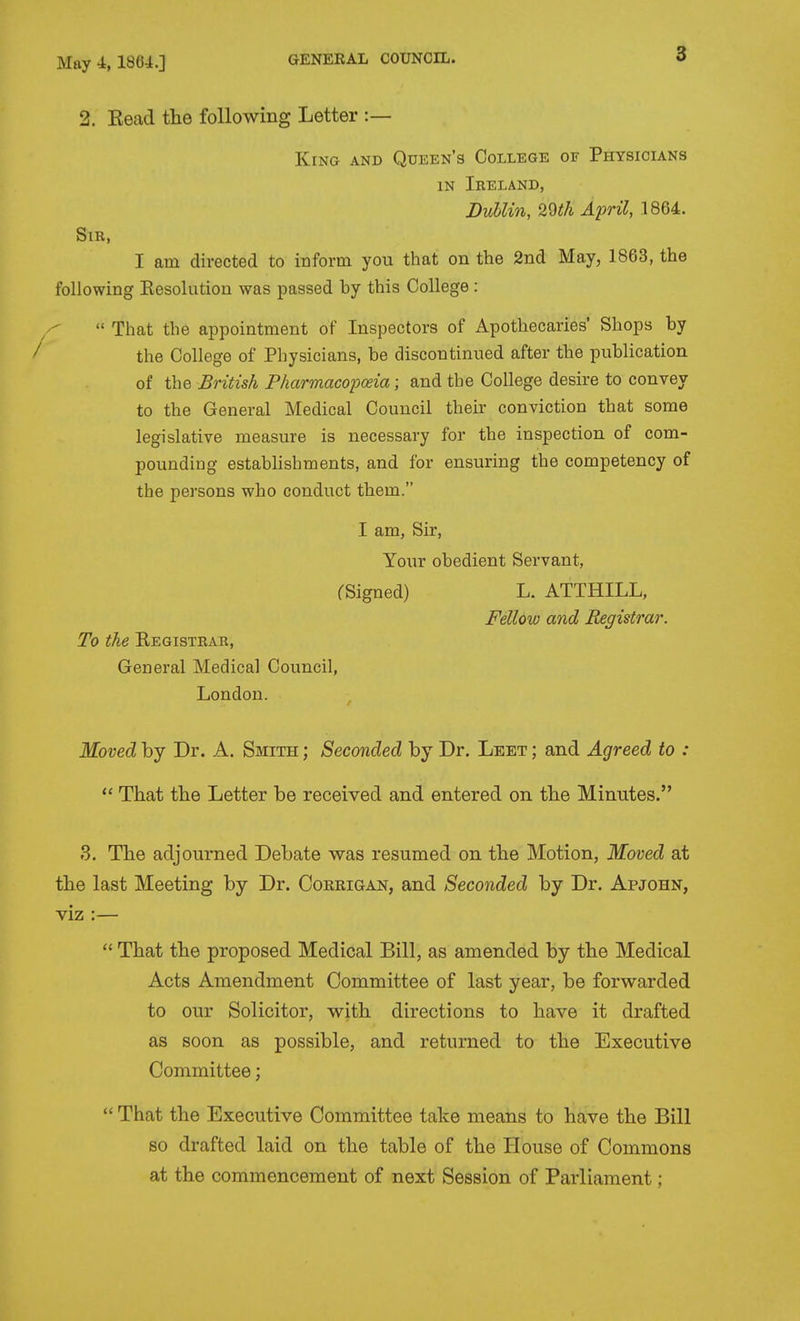 May 4, 1864.] GENERAL COUNCIL. 3
2. Read the following Letter :—
King and Queen's College of Physicians
in Ireland,
Dublin, 29th April, 1864.
Sir,
I am directed to inform you that on the 2nd May, 1863, the
following Resolution was passed by this College :
“ That the appointment of Inspectors of Apothecaries' Shops by
the College of Physicians, be discontinued after the publication
of the British Pharmacopœia ; and the College desire to convey
to the General Medical Council their conviction that some
legislative measure is necessary for the inspection of com-
pounding establishments, and for ensuring the competency of
the persons who conduct them.”
I am, Sir,
Your obedient Servant,
(Signed) L. ATTHILL,
Fellow and Registrar.
To the Registrar,
General Medical Council,
London.
Moved by Dr. A. Smith ; Seconded by Dr. Leet ; and Agreed to :
“ That the Letter be received and entered on the Minutes.”
3. The adjourned Debate was resumed on the Motion, Moved at
the last Meeting by Dr. Corrigan, and Seconded by Dr. Apjohn,
viz :—
“ That the proposed Medical Bill, as amended by the Medical
Acts Amendment Committee of last year, be forwarded
to our Solicitor, with directions to have it drafted
as soon as possible, and returned to the Executive
Committee ;
“ That the Executive Committee take means to have the Bill
so drafted laid on the table of the House of Commons
at the commencement of next Session of Parliament ;